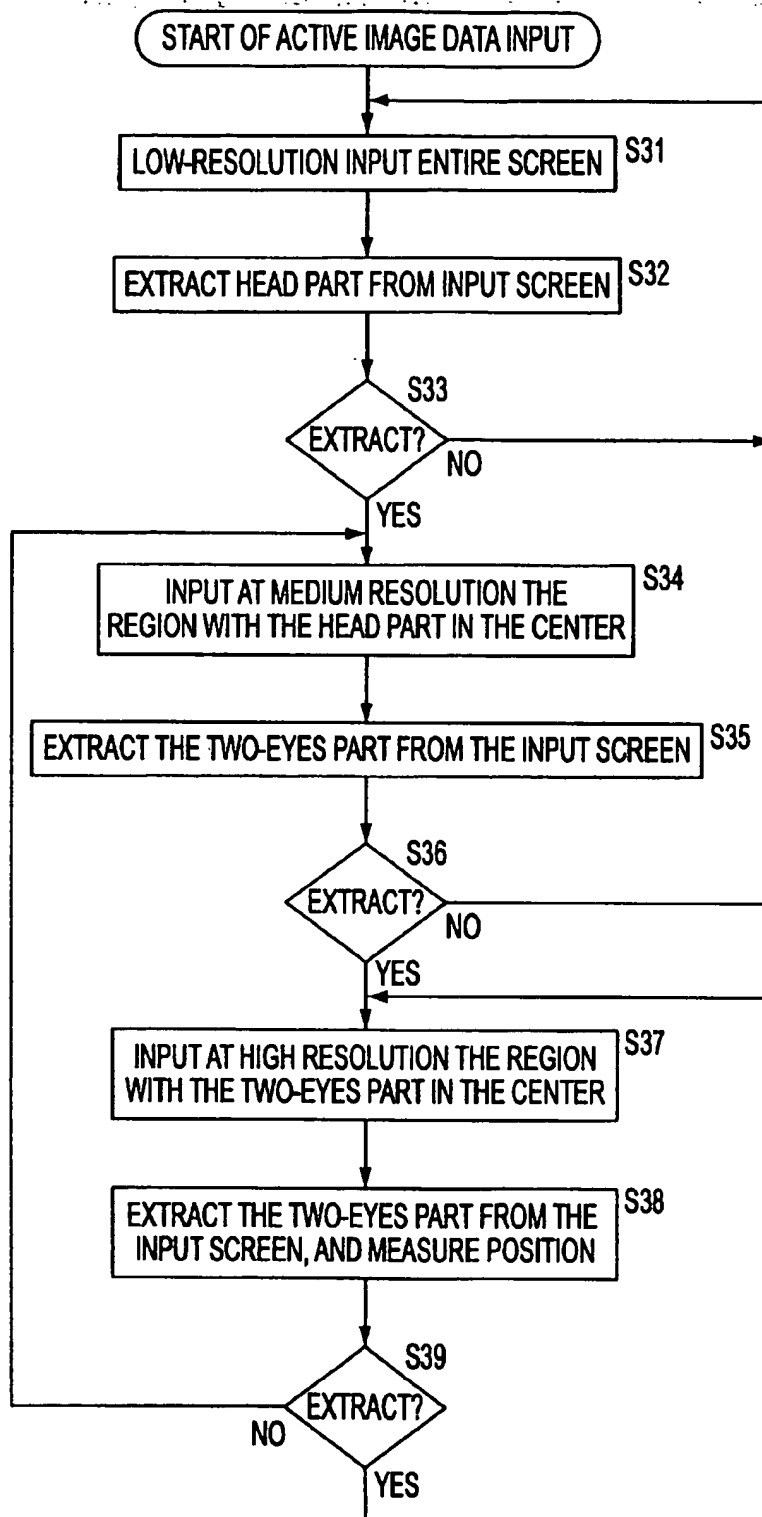 START OF ACTIVE IMAGE DATA INPUT
LOW-RESOLUTION INPUT ENTIRE SCREEN
S31
EXTRACT HEAD PART FROM INPUT SCREEN
S32
S33
EXTRACT?
NO
YES
S34
INPUT AT MEDIUM RESOLUTION THE
REGION WITH THE HEAD PART IN THE CENTER
EXTRACT THE TWO-EYES PART FROM THE INPUT SCREEN
S35
S36
EXTRACT?
NO
YES
S37
INPUT AT HIGH RESOLUTION THE REGION
WITH THE TWO-EYES PART IN THE CENTER
S38
EXTRACT THE TWO-EYES PART FROM THE
INPUT SCREEN, AND MEASURE POSITION
S39
EXTRACT?
NO
YES